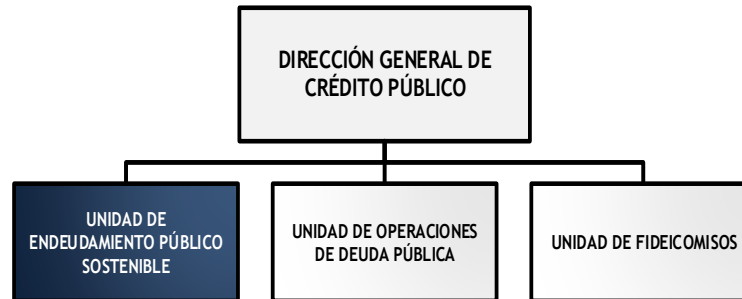 DIRECCIÓN GENERAL DE
CRÉDITO PÚBLICO
UNIDAD DE
ENDEUDAMIENTO PÚBLICO
SOSTENIBLE
UNIDAD DE OPERACIONES
DE DEUDA PÚBLICA
UNIDAD DE FIDEICOMISOS